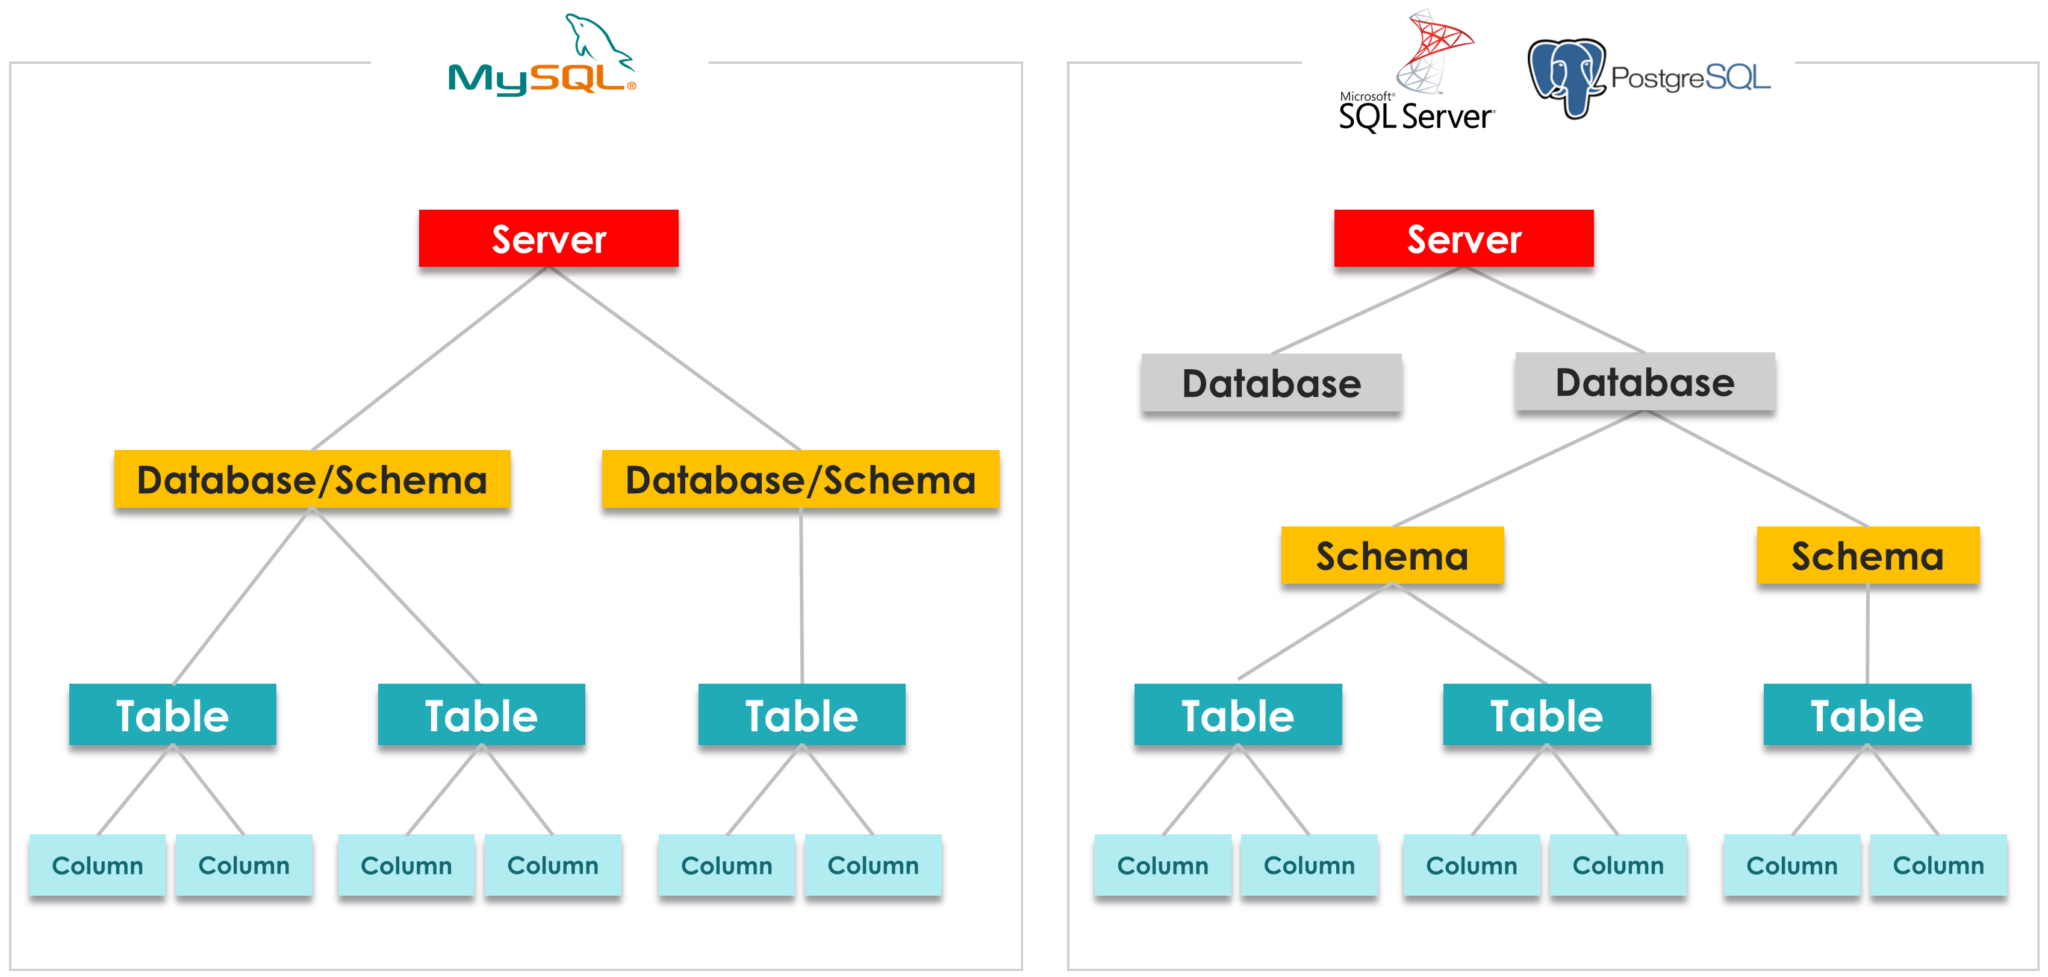 MySQL®
Server
Database/Schema
Database/Schema
Table
Table
Table
Column
Column
Column
Column
Column
Column
Microsoft®
SQL Server®
PostgreSQL
Server
Database
Database
Schema
Schema
Table
Table
Table
Column
Column
Column
Column
Column
Column